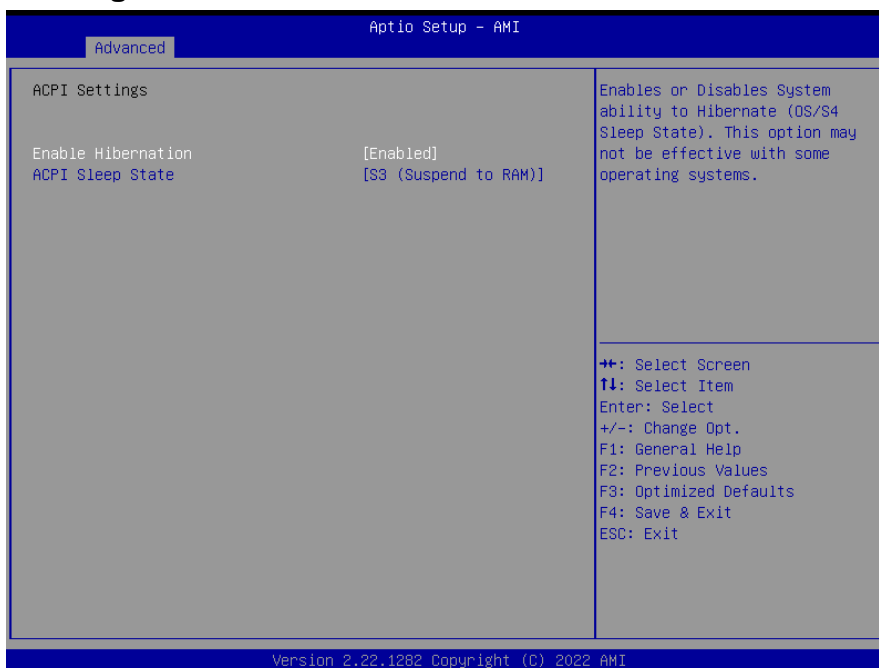 Aptio Setup – AMI
Advanced
ACPI Settings
Enable Hibernation [Enabled]
ACPI Sleep State [S3 (Suspend to RAM)]
Enables or Disables System
ability to Hibernate (OS/S4
Sleep State). This option may
not be effective with some
operating systems.
→←: Select Screen
↑↓: Select Item
Enter: Select
+/-: Change Opt.
F1: General Help
F2: Previous Values
F3: Optimized Defaults
F4: Save & Exit
ESC: Exit
Version 2.22.1282 Copyright (C) 2022 AMI